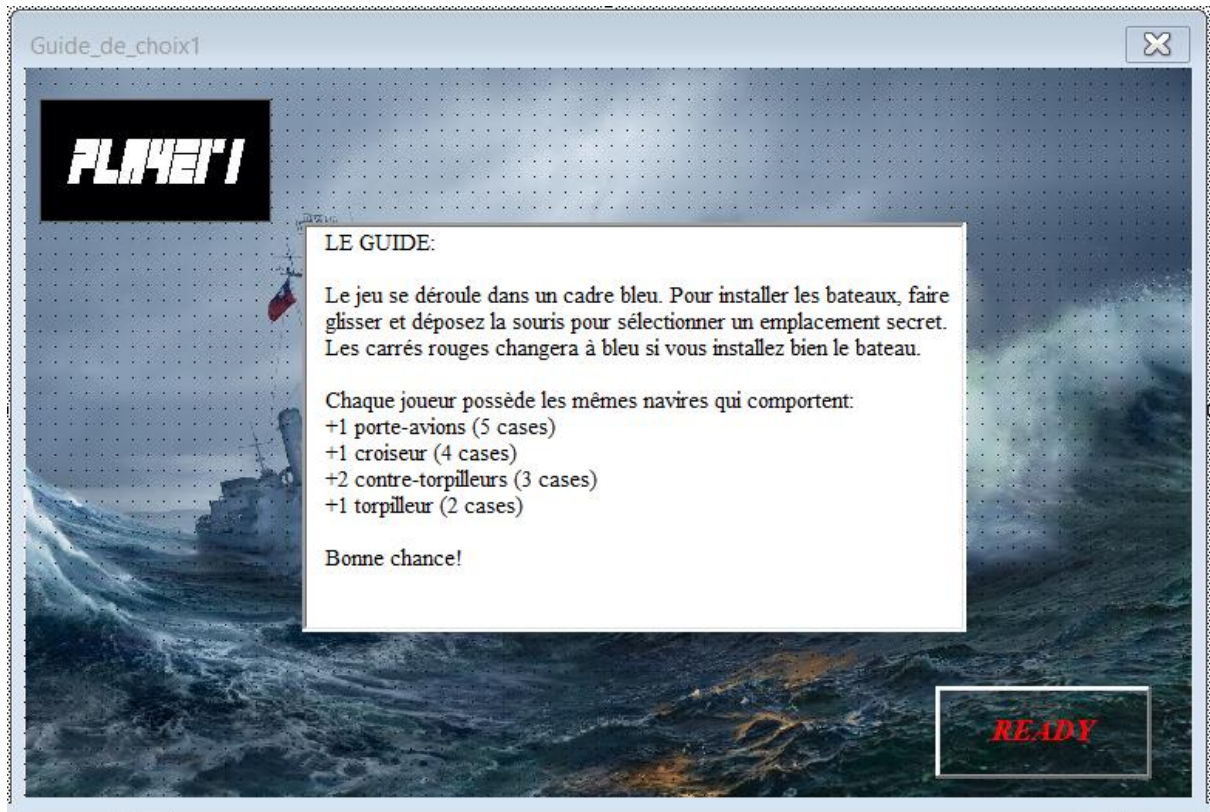 Guide_de_choix1
PLAYER 1
LE GUIDE:
Le jeu se déroule dans un cadre bleu. Pour installer les bateaux, faire
glisser et déposez la souris pour sélectionner un emplacement secret.
Les carrés rouges changera à bleu si vous installez bien le bateau.
Chaque joueur possède les mêmes navires qui comportent:
+1 porte-avions (5 cases)
+1 croiseur (4 cases)
+2 contre-torpilleurs (3 cases)
+1 torpilleur (2 cases)
Bonne chance!
READY